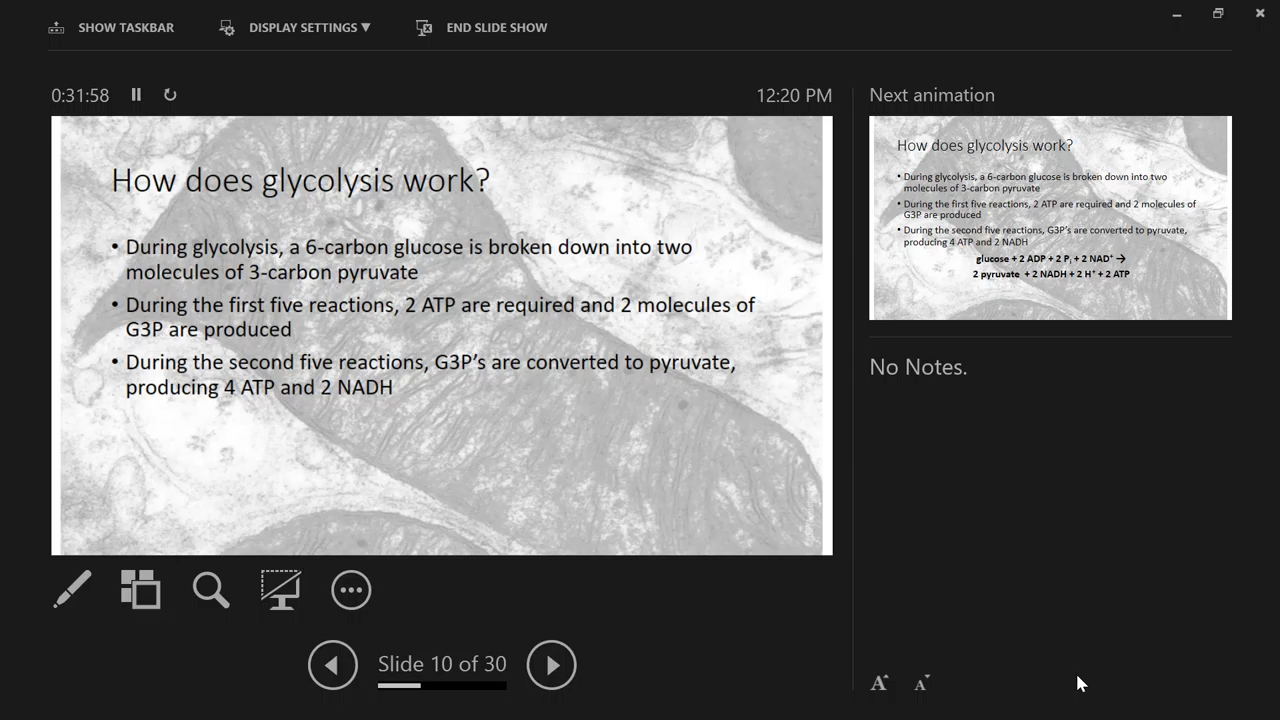 SHOW TASKBAR
DISPLAY SETTINGS ▼
END SLIDE SHOW
0:31:58
12:20 PM
How does glycolysis work?
• During glycolysis, a 6-carbon glucose is broken down into two
molecules of 3-carbon pyruvate
• During the first five reactions, 2 ATP are required and 2 molecules of
G3P are produced
• During the second five reactions, G3P’s are converted to pyruvate,
producing 4 ATP and 2 NADH
Slide 10 of 30
Next animation
How does glycolysis work?
• During glycolysis, a 6-carbon glucose is broken down into two
molecules of 3-carbon pyruvate
• During the first five reactions, 2 ATP are required and 2 molecules of
G3P are produced
• During the second five reactions, G3P's are converted to pyruvate,
producing 4 ATP and 2 NADH
glucose + 2 ADP + 2 Pᵢ + 2 NAD⁺ →
2 pyruvate + 2 NADH + 2 H⁺ + 2 ATP
No Notes.
A A